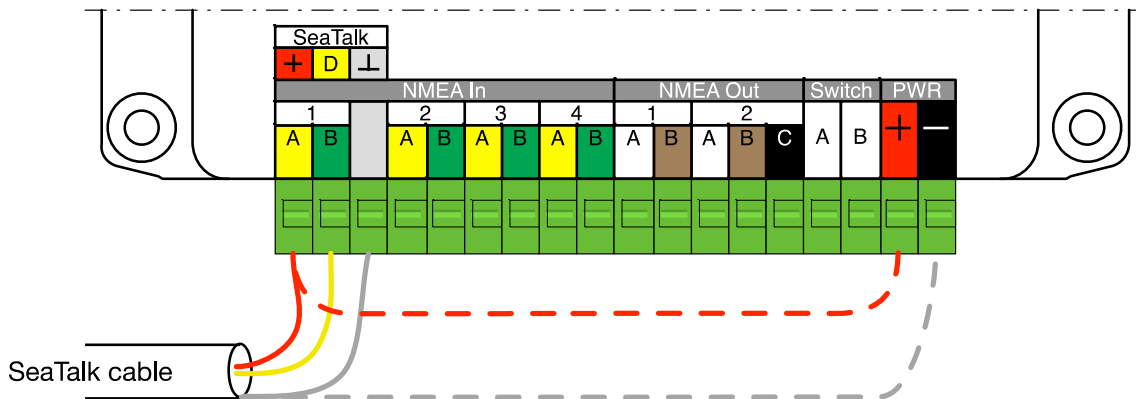 SeaTalk
+ D ⊥
NMEA In NMEA Out Switch PWR
1 2 3 4 1 2
A B A B A B A B A B A B C A B + −
SeaTalk cable